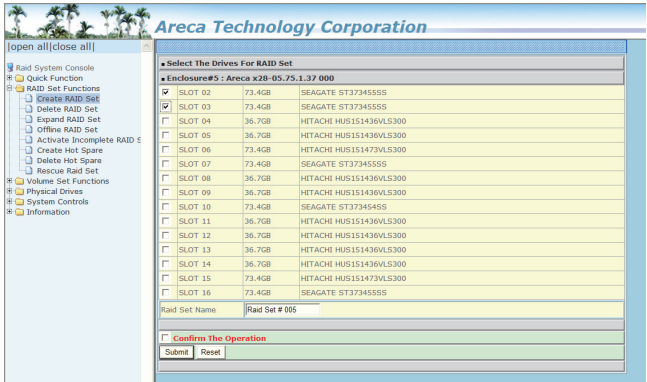 Areca Technology Corporation
|open all|close all|
Raid System Console
Quick Function
RAID Set Functions
Create RAID Set
Delete RAID Set
Expand RAID Set
Offline RAID Set
Activate Incomplete RAID S
Create Hot Spare
Delete Hot Spare
Rescue Raid Set
Volume Set Functions
Physical Drives
System Controls
Information
Select The Drives For RAID Set
Enclosure#5 : Areca x28-05.75.1.37 000
SLOT 02 73.4GB SEAGATE ST373455SS
SLOT 03 73.4GB SEAGATE ST373455SS
SLOT 04 36.7GB HITACHI HUS151436VLS300
SLOT 05 36.7GB HITACHI HUS151436VLS300
SLOT 06 73.4GB HITACHI HUS151473VLS300
SLOT 07 73.4GB SEAGATE ST373455SS
SLOT 08 36.7GB HITACHI HUS151436VLS300
SLOT 09 36.7GB HITACHI HUS151436VLS300
SLOT 10 73.4GB SEAGATE ST373454SS
SLOT 11 36.7GB HITACHI HUS151436VLS300
SLOT 12 36.7GB HITACHI HUS151436VLS300
SLOT 13 36.7GB HITACHI HUS151436VLS300
SLOT 14 36.7GB HITACHI HUS151436VLS300
SLOT 15 73.4GB HITACHI HUS151473VLS300
SLOT 16 73.4GB SEAGATE ST373455SS
Raid Set Name Raid Set # 005
Confirm The Operation
Submit Reset